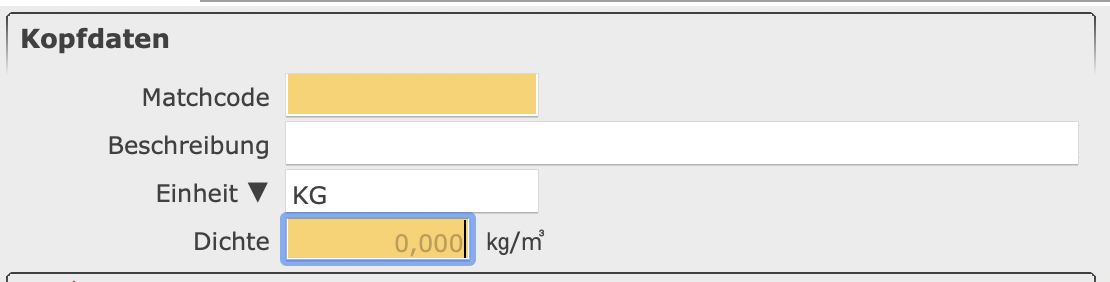 Kopfdaten
Matchcode
Beschreibung
Einheit ▼ KG
Dichte 0,000 kg/m³